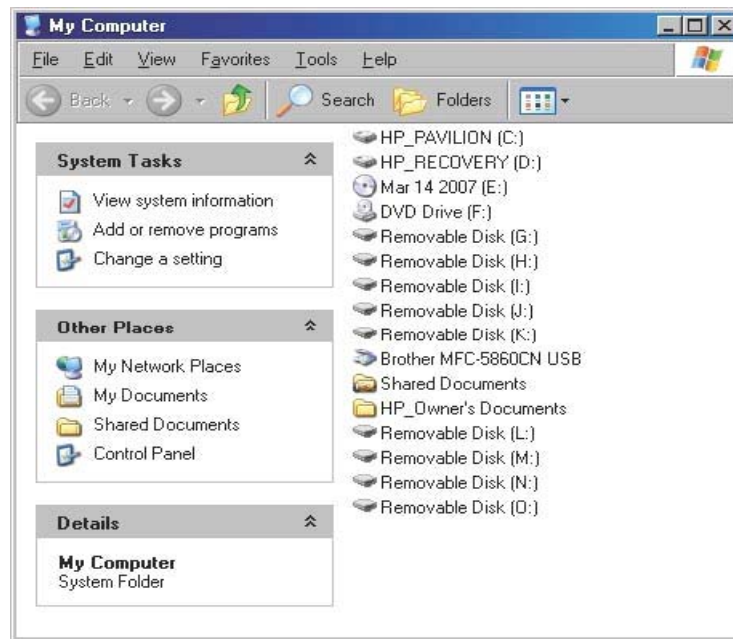 My Computer
File Edit View Favorites Tools Help
Back Search Folders
System Tasks
View system information
Add or remove programs
Change a setting
Other Places
My Network Places
My Documents
Shared Documents
Control Panel
Details
My Computer
System Folder
HP_PAVILION (C:)
HP_RECOVERY (D:)
Mar 14 2007 (E:)
DVD Drive (F:)
Removable Disk (G:)
Removable Disk (H:)
Removable Disk (I:)
Removable Disk (J:)
Removable Disk (K:)
Brother MFC-5860CN USB
Shared Documents
HP_Owner's Documents
Removable Disk (L:)
Removable Disk (M:)
Removable Disk (N:)
Removable Disk (O:)